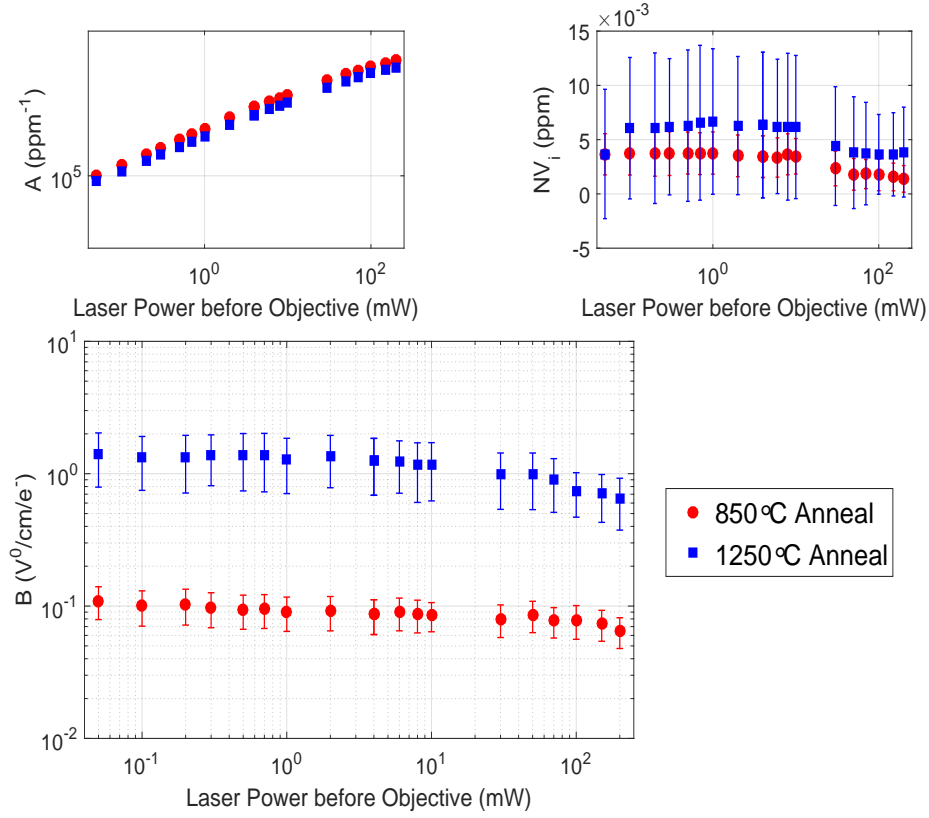 ×10⁻³
A (ppm⁻¹)
10⁵
10⁰
10²
Laser Power before Objective (mW)
NVᵢ (ppm)
15
10
5
0
-5
10⁰
10²
Laser Power before Objective (mW)
B (V⁰/cm/e⁻)
10¹
10⁰
10⁻¹
10⁻²
10⁻¹
10⁰
10¹
10²
Laser Power before Objective (mW)
850°C Anneal
1250°C Anneal